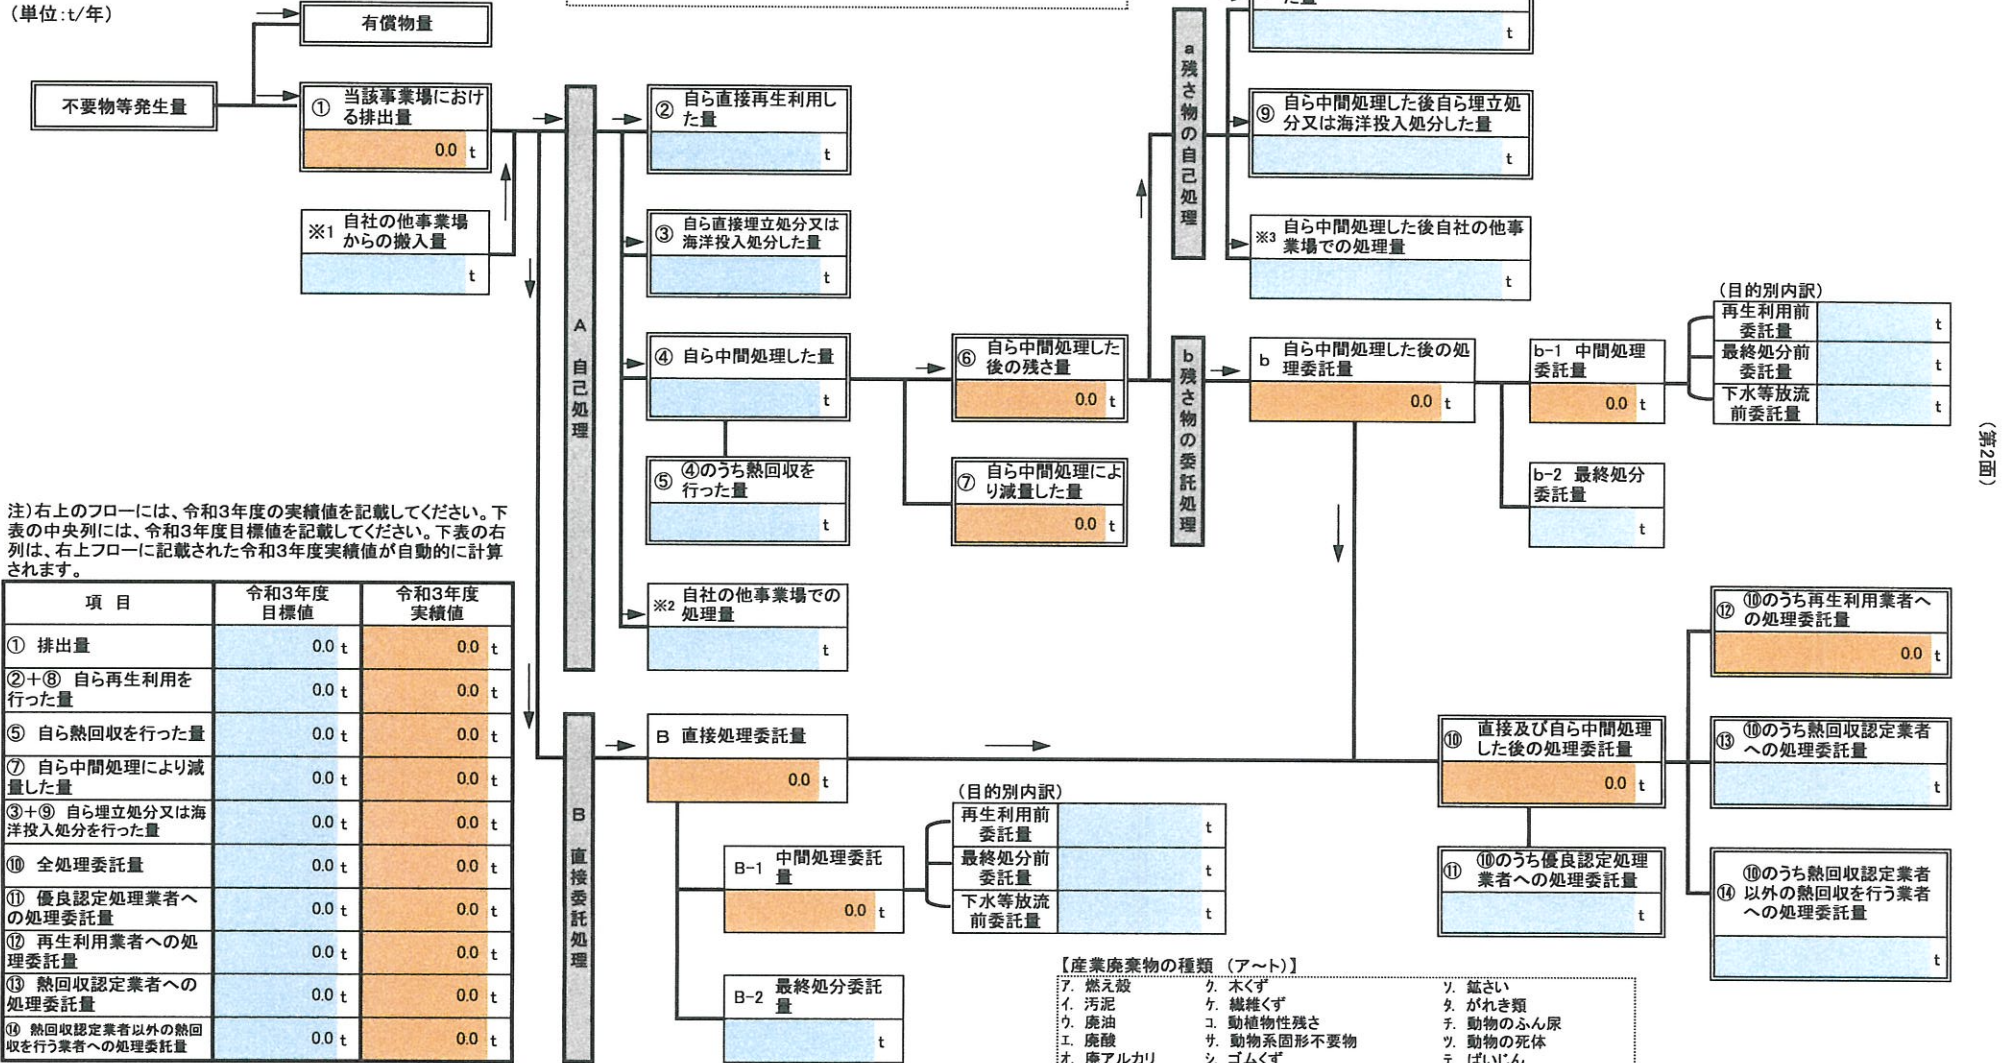 (単位:t/年)
有償物量
不要物等発生量
① 当該事業場におけ
る排出量
0.0 t
※1 自社の他事業場
からの搬入量
t
A 自己処理
② 自ら直接再生利用し
た量
t
③ 自ら直接埋立処分又は
海洋投入処分した量
t
④ 自ら中間処理した量
t
⑤ ④のうち熱回収を
行った量
t
※2 自社の他事業場での
処理量
t
⑥ 自ら中間処理した
後の残さ量
0.0 t
⑦ 自ら中間処理によ
り減量した量
0.0 t
a残さ物の自己処理
t
⑨ 自ら中間処理した後自ら埋立処
分又は海洋投入処分した量
t
※3 自ら中間処理した後自社の他事
業場での処理量
t
b残さ物の委託処理
b 自ら中間処理した後の処
理委託量
0.0 t
b-1 中間処理
委託量
0.0 t
(目的別内訳)
再生利用前
委託量
t
最終処分前
委託量
t
下水等放流
前委託量
t
b-2 最終処分
委託量
t
(第2面)
注)右上のフローには、令和3年度の実績値を記載してください。下
表の中央列には、令和3年度目標値を記載してください。下表の右
列は、右上フローに記載された令和3年度実績値が自動的に計算
されます。
項 目
令和3年度
目標値
令和3年度
実績値
① 排出量
0.0 t
0.0 t
②+⑧ 自ら再生利用を
行った量
0.0 t
0.0 t
⑤ 自ら熱回収を行った量
0.0 t
0.0 t
⑦ 自ら中間処理により減
量した量
0.0 t
0.0 t
③+⑨ 自ら埋立処分又は海
洋投入処分を行った量
0.0 t
0.0 t
⑩ 全処理委託量
0.0 t
0.0 t
⑪ 優良認定処理業者へ
の処理委託量
0.0 t
0.0 t
⑫ 再生利用業者への処
理委託量
0.0 t
0.0 t
⑬ 熱回収認定業者への
処理委託量
0.0 t
0.0 t
⑭ 熱回収認定業者以外の熱回
収を行う業者への処理委託量
0.0 t
0.0 t
B 直接委託処理
B 直接処理委託量
0.0 t
B-1 中間処理委託
量
0.0 t
(目的別内訳)
再生利用前
委託量
t
最終処分前
委託量
t
下水等放流
前委託量
t
B-2 最終処分委託
量
t
⑩ 直接及び自ら中間処理
した後の処理委託量
0.0 t
⑪ ⑩のうち優良認定処理
業者への処理委託量
t
⑫ ⑩のうち再生利用業者へ
の処理委託量
0.0 t
⑬ ⑩のうち熱回収認定業者
への処理委託量
t
⑭ ⑩のうち熱回収認定業者
以外の熱回収を行う業者
への処理委託量
t
【産業廃棄物の種類 (ア~ト)】
ア. 燃え殻
イ. 汚泥
ウ. 廃油
エ. 廃酸
オ. 廃アルカリ
ク. 木くず
ケ. 繊維くず
コ. 動植物性残さ
サ. 動物系固形不要物
シ. ゴムくず
ソ. 鉱さい
タ. がれき類
チ. 動物のふん尿
ツ. 動物の死体
テ. ばいじん